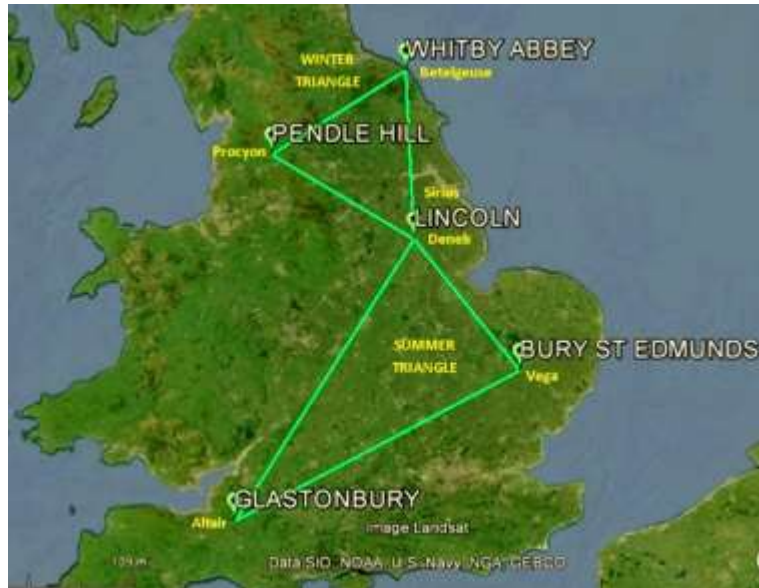 WHITBY ABBEY
WINTER
TRIANGLE
Betelgeuse
PENDLE HILL
Procyon
Sirius
LINCOLN
Deneb
SUMMER
TRIANGLE
BURY ST EDMUNDS
Vega
GLASTONBURY
Altair
Image Landsat
Data SIO, NOAA, U.S. Navy, NGA, GEBCO